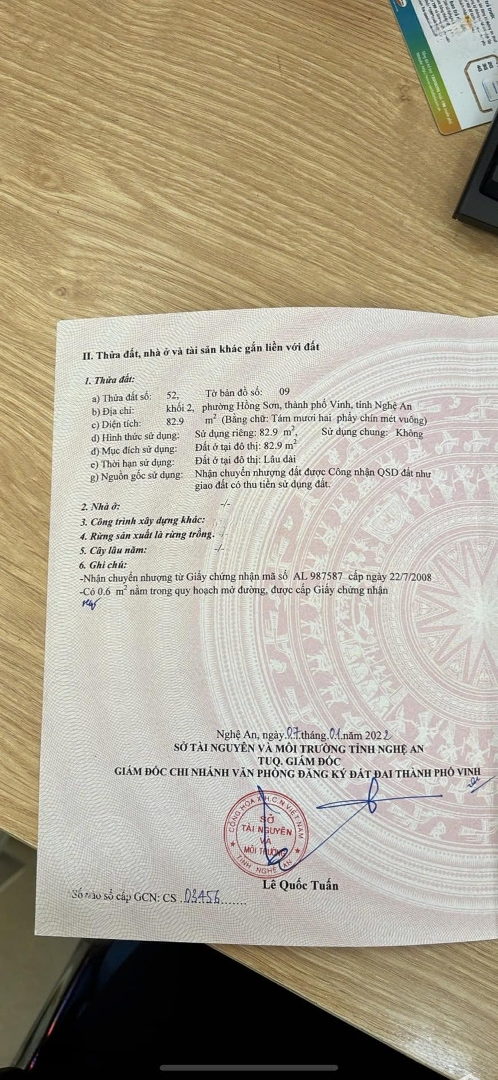 II. Thửa đất, nhà ở và tài sản khác gắn liền với đất
1. Thửa đất:
a) Thửa đất số: 52, Tờ bản đồ số: 09
b) Địa chỉ: khối 2, phường Hồng Sơn, thành phố Vinh, tỉnh Nghệ An
c) Diện tích: 82.9 m² (Bằng chữ: Tám mươi hai phẩy chín mét vuông)
d) Hình thức sử dụng: Sử dụng riêng: 82.9 m², Sử dụng chung: Không
đ) Mục đích sử dụng: Đất ở tại đô thị: 82.9 m²
e) Thời hạn sử dụng: Đất ở tại đô thị: Lâu dài
g) Nguồn gốc sử dụng: Nhận chuyển nhượng đất được Công nhận QSD đất như
giao đất có thu tiền sử dụng đất.
2. Nhà ở: -/-
3. Công trình xây dựng khác:
4. Rừng sản xuất là rừng trồng:
5. Cây lâu năm: -/-
6. Ghi chú:
-Nhận chuyển nhượng từ Giấy chứng nhận mã số AL 987587 cấp ngày 22/7/2008
-Có 0.6 m² nằm trong quy hoạch mở đường, được cấp Giấy chứng nhận
Nghệ An, ngày 07 tháng 01 năm 2022
SỞ TÀI NGUYÊN VÀ MÔI TRƯỜNG TỈNH NGHỆ AN
TUQ. GIÁM ĐỐC
GIÁM ĐỐC CHI NHÁNH VĂN PHÒNG ĐĂNG KÝ ĐẤT ĐAI THÀNH PHỐ VINH
CỘNG HÒA X.H.C.N VIỆT NAM
SỞ
TÀI NGUYÊN
VÀ
MÔI TRƯỜNG
TỈNH NGHỆ AN
Lê Quốc Tuấn
Số vào sổ cấp GCN: CS .03456.......